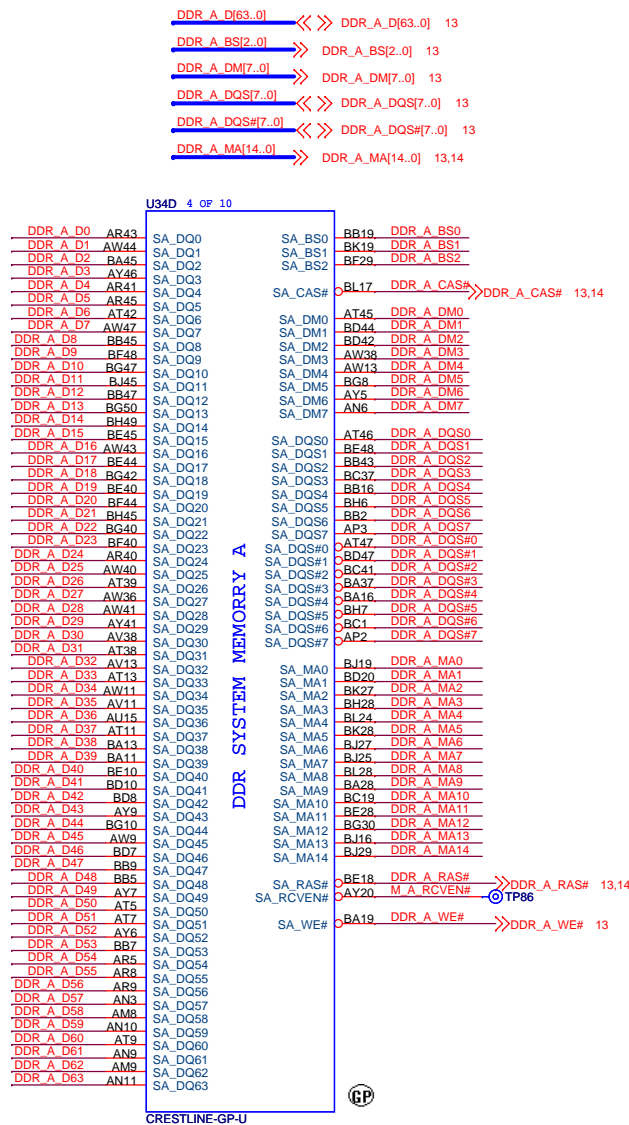 DDR_A_D[63..0] DDR_A_D[63..0] 13
DDR_A_BS[2..0] DDR_A_BS[2..0] 13
DDR_A_DM[7..0] DDR_A_DM[7..0] 13
DDR_A_DQS[7..0] DDR_A_DQS[7..0] 13
DDR_A_DQS#[7..0] DDR_A_DQS#[7..0] 13
DDR_A_MA[14..0] DDR_A_MA[14..0] 13,14
U34D 4 OF 10
DDR_A_D0 AR43 SA_DQ0 SA_BS0 BB19 DDR_A_BS0
DDR_A_D1 AW44 SA_DQ1 SA_BS1 BK19 DDR_A_BS1
DDR_A_D2 BA45 SA_DQ2 SA_BS2 BF29 DDR_A_BS2
DDR_A_D3 AY46 SA_DQ3
DDR_A_D4 AR41 SA_DQ4 SA_CAS# BL17 DDR_A_CAS# DDR_A_CAS# 13,14
DDR_A_D5 AR45 SA_DQ5
DDR_A_D6 AT42 SA_DQ6 SA_DM0 AT45 DDR_A_DM0
DDR_A_D7 AW47 SA_DQ7 SA_DM1 BD44 DDR_A_DM1
DDR_A_D8 BB45 SA_DQ8 SA_DM2 BD42 DDR_A_DM2
DDR_A_D9 BF48 SA_DQ9 SA_DM3 AW38 DDR_A_DM3
DDR_A_D10 BG47 SA_DQ10 SA_DM4 AW13 DDR_A_DM4
DDR_A_D11 BJ45 SA_DQ11 SA_DM5 BG8 DDR_A_DM5
DDR_A_D12 BB47 SA_DQ12 SA_DM6 AY5 DDR_A_DM6
DDR_A_D13 BG50 SA_DQ13 SA_DM7 AN6 DDR_A_DM7
DDR_A_D14 BH49 SA_DQ14
DDR_A_D15 BE45 SA_DQ15 SA_DQS0 AT46 DDR_A_DQS0
DDR_A_D16 AW43 SA_DQ16 SA_DQS1 BE48 DDR_A_DQS1
DDR_A_D17 BE44 SA_DQ17 SA_DQS2 BB43 DDR_A_DQS2
DDR_A_D18 BG42 SA_DQ18 SA_DQS3 BC37 DDR_A_DQS3
DDR_A_D19 BE40 SA_DQ19 SA_DQS4 BB16 DDR_A_DQS4
DDR_A_D20 BF44 SA_DQ20 SA_DQS5 BH6 DDR_A_DQS5
DDR_A_D21 BH45 SA_DQ21 SA_DQS6 BB2 DDR_A_DQS6
DDR_A_D22 BG40 SA_DQ22 SA_DQS7 AP3 DDR_A_DQS7
DDR_A_D23 BF40 SA_DQ23 SA_DQS#0 AT47 DDR_A_DQS#0
DDR_A_D24 AR40 SA_DQ24 SA_DQS#1 BD47 DDR_A_DQS#1
DDR_A_D25 AW40 SA_DQ25 SA_DQS#2 BC41 DDR_A_DQS#2
DDR_A_D26 AT39 SA_DQ26 SA_DQS#3 BA37 DDR_A_DQS#3
DDR_A_D27 AW36 SA_DQ27 SA_DQS#4 BA16 DDR_A_DQS#4
DDR_A_D28 AW41 SA_DQ28 SA_DQS#5 BH7 DDR_A_DQS#5
DDR_A_D29 AY41 SA_DQ29 SA_DQS#6 BC1 DDR_A_DQS#6
DDR_A_D30 AV38 SA_DQ30 SA_DQS#7 AP2 DDR_A_DQS#7
DDR_A_D31 AT38 SA_DQ31
DDR_A_D32 AV13 SA_DQ32 SA_MA0 BJ19 DDR_A_MA0
DDR_A_D33 AT13 SA_DQ33 SA_MA1 BD20 DDR_A_MA1
DDR_A_D34 AW11 SA_DQ34 SA_MA2 BK27 DDR_A_MA2
DDR_A_D35 AV11 SA_DQ35 SA_MA3 BH28 DDR_A_MA3
DDR_A_D36 AU15 SA_DQ36 SA_MA4 BL24 DDR_A_MA4
DDR_A_D37 AT11 SA_DQ37 SA_MA5 BK28 DDR_A_MA5
DDR_A_D38 BA13 SA_DQ38 SA_MA6 BJ27 DDR_A_MA6
DDR_A_D39 BA11 SA_DQ39 SA_MA7 BJ25 DDR_A_MA7
DDR_A_D40 BE10 SA_DQ40 SA_MA8 BL28 DDR_A_MA8
DDR_A_D41 BD10 SA_DQ41 SA_MA9 BA28 DDR_A_MA9
DDR_A_D42 BD8 SA_DQ42 SA_MA10 BC19 DDR_A_MA10
DDR_A_D43 AY9 SA_DQ43 SA_MA11 BE28 DDR_A_MA11
DDR_A_D44 BG10 SA_DQ44 SA_MA12 BG30 DDR_A_MA12
DDR_A_D45 AW9 SA_DQ45 SA_MA13 BJ16 DDR_A_MA13
DDR_A_D46 BD7 SA_DQ46 SA_MA14 BJ29 DDR_A_MA14
DDR_A_D47 BB9 SA_DQ47
DDR_A_D48 BB5 SA_DQ48 SA_RAS# BE18 DDR_A_RAS# DDR_A_RAS# 13,14
DDR_A_D49 AY7 SA_DQ49 SA_RCVEN# AY20 M_A_RCVEN# TP86
DDR_A_D50 AT5 SA_DQ50
DDR_A_D51 AT7 SA_DQ51 SA_WE# BA19 DDR_A_WE# DDR_A_WE# 13
DDR_A_D52 AY6 SA_DQ52
DDR_A_D53 BB7 SA_DQ53
DDR_A_D54 AR5 SA_DQ54
DDR_A_D55 AR8 SA_DQ55
DDR_A_D56 AR9 SA_DQ56
DDR_A_D57 AN3 SA_DQ57
DDR_A_D58 AM8 SA_DQ58
DDR_A_D59 AN10 SA_DQ59
DDR_A_D60 AT9 SA_DQ60
DDR_A_D61 AN9 SA_DQ61
DDR_A_D62 AM9 SA_DQ62
DDR_A_D63 AN11 SA_DQ63
DDR SYSTEM MEMORRY A
GP
CRESTLINE-GP-U